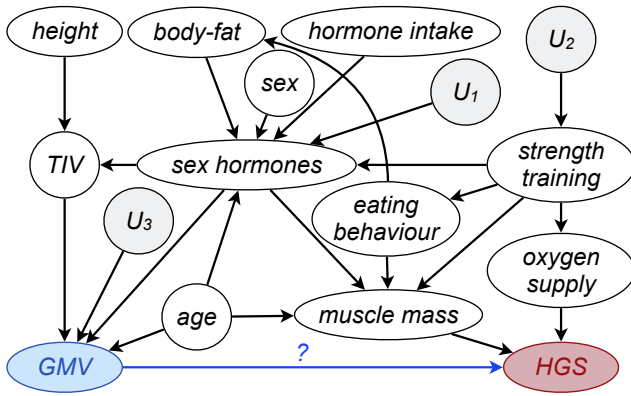 height
body-fat
hormone intake
U2
sex
U1
TIV
sex hormones
strength
training
U3
eating
behaviour
oxygen
supply
age
muscle mass
?
GMV
HGS